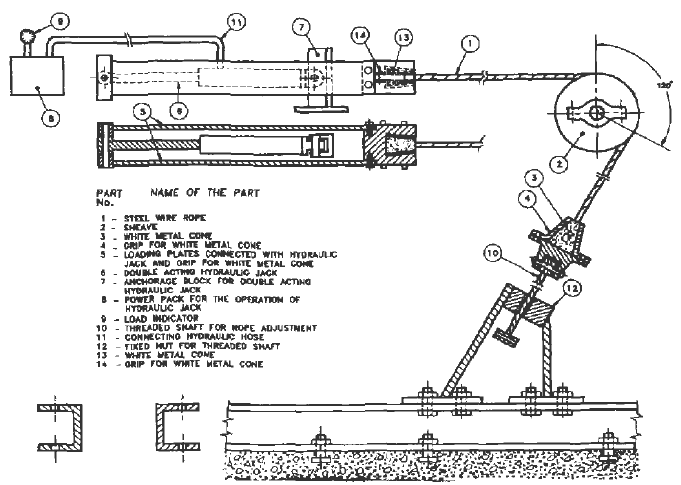 9
11
7
14
13
1
120°
8
6
2
5
3
4
10
12
PART NAME OF THE PART
No.
1 - STEEL WIRE ROPE
2 - SHEAVE
3 - WHITE METAL CONE
4 - GRIP FOR WHITE METAL CONE
5 - LOADING PLATES CONNECTED WITH HYDRAULIC
JACK AND GRIP FOR WHITE METAL CONE
6 - DOUBLE ACTING HYDRAULIC JACK
7 - ANCHORAGE BLOCK FOR DOUBLE ACTING
HYDRAULIC JACK
8 - POWER PACK FOR THE OPERATION OF
HYDRAULIC JACK
9 - LOAD INDICATOR
10 - THREADED SHAFT FOR ROPE ADJUSTMENT
11 - CONNECTING HYDRAULIC HOSE
12 - FIXED NUT FOR THREADED SHAFT
13 - WHITE METAL CONE
14 - GRIP FOR WHITE METAL CONE